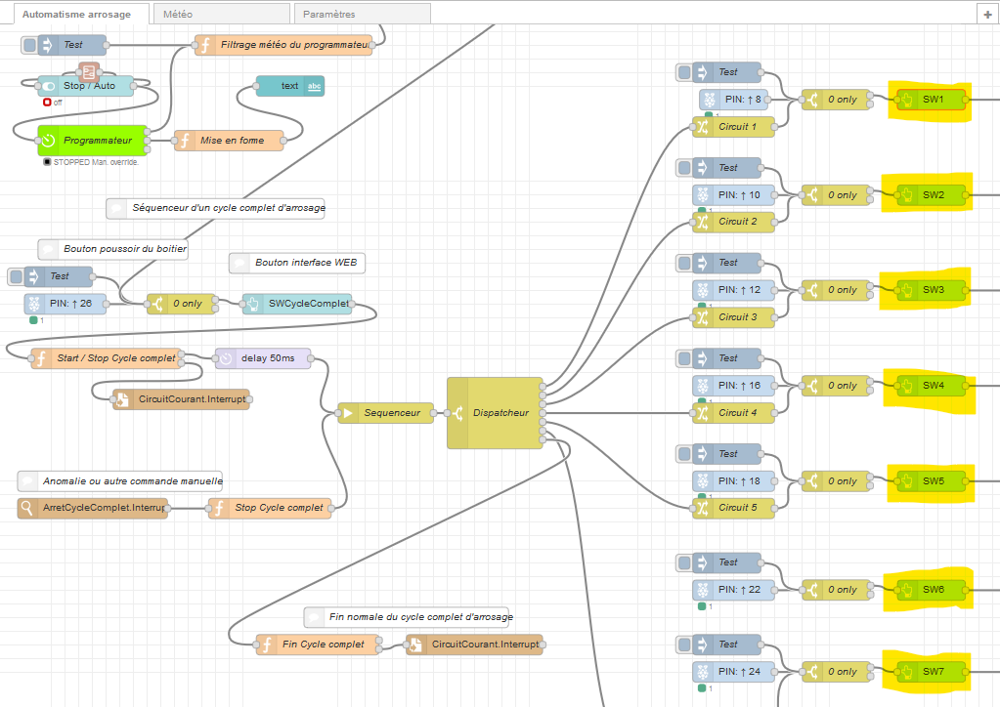 Automatisme arrosage
Météo
Paramètres
+
Test
Filtrage météo du programmateur
Stop / Auto
off
text
abc
Programmateur
Mise en forme
STOPPED Man. override.
Séquenceur d'un cycle complet d'arrosage
Bouton poussoir du boitier
Bouton interface WEB
Test
PIN: ↑ 26
1
0 only
SWCycleComplet
Start / Stop Cycle complet
delay 50ms
CircuitCourant.Interrupt
Sequenceur
Dispatcheur
Anomalie ou autre commande manuelle
ArretCycleComplet.Interrup
Stop Cycle complet
Fin normale du cycle complet d'arrosage
Fin Cycle complet
CircuitCourant.Interrupt
Test
PIN: ↑ 8
1
0 only
SW1
Circuit 1
Test
PIN: ↑ 10
1
0 only
SW2
Circuit 2
Test
PIN: ↑ 12
1
0 only
SW3
Circuit 3
Test
PIN: ↑ 16
1
0 only
SW4
Circuit 4
Test
PIN: ↑ 18
1
0 only
SW5
Circuit 5
Test
PIN: ↑ 22
1
0 only
SW6
Test
PIN: ↑ 24
1
0 only
SW7